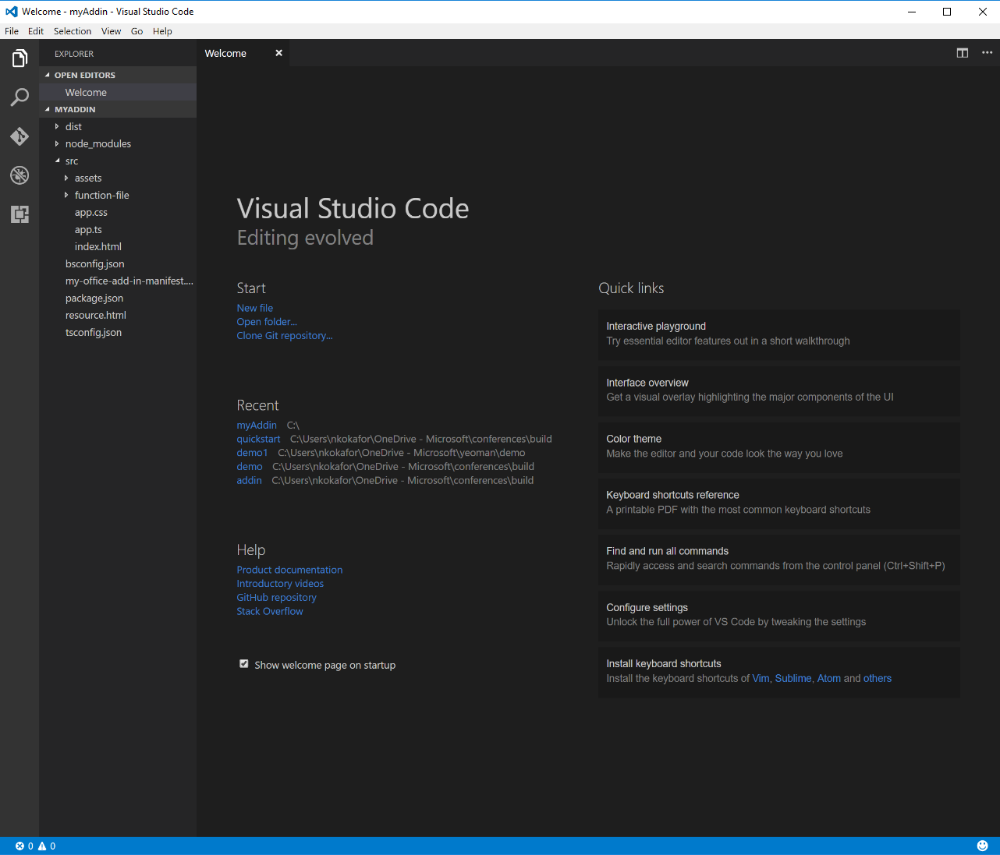 Welcome - myAddin - Visual Studio Code
File Edit Selection View Go Help
EXPLORER
OPEN EDITORS
Welcome
MYADDIN
dist
node_modules
src
assets
function-file
app.css
app.ts
index.html
bsconfig.json
my-office-add-in-manifest....
package.json
resource.html
tsconfig.json
Welcome
Visual Studio Code
Editing evolved
Start
New file
Open folder...
Clone Git repository...
Recent
myAddin C:\
quickstart C:\Users\nkokafor\OneDrive - Microsoft\conferences\build
demo1 C:\Users\nkokafor\OneDrive - Microsoft\yeoman\demo
demo C:\Users\nkokafor\OneDrive - Microsoft\conferences\build
addin C:\Users\nkokafor\OneDrive - Microsoft\conferences\build
Help
Product documentation
Introductory videos
GitHub repository
Stack Overflow
Show welcome page on startup
Quick links
Interactive playground
Try essential editor features out in a short walkthrough
Interface overview
Get a visual overlay highlighting the major components of the UI
Color theme
Make the editor and your code look the way you love
Keyboard shortcuts reference
A printable PDF with the most common keyboard shortcuts
Find and run all commands
Rapidly access and search commands from the control panel (Ctrl+Shift+P)
Configure settings
Unlock the full power of VS Code by tweaking the settings
Install keyboard shortcuts
Install the keyboard shortcuts of Vim, Sublime, Atom and others
0 0